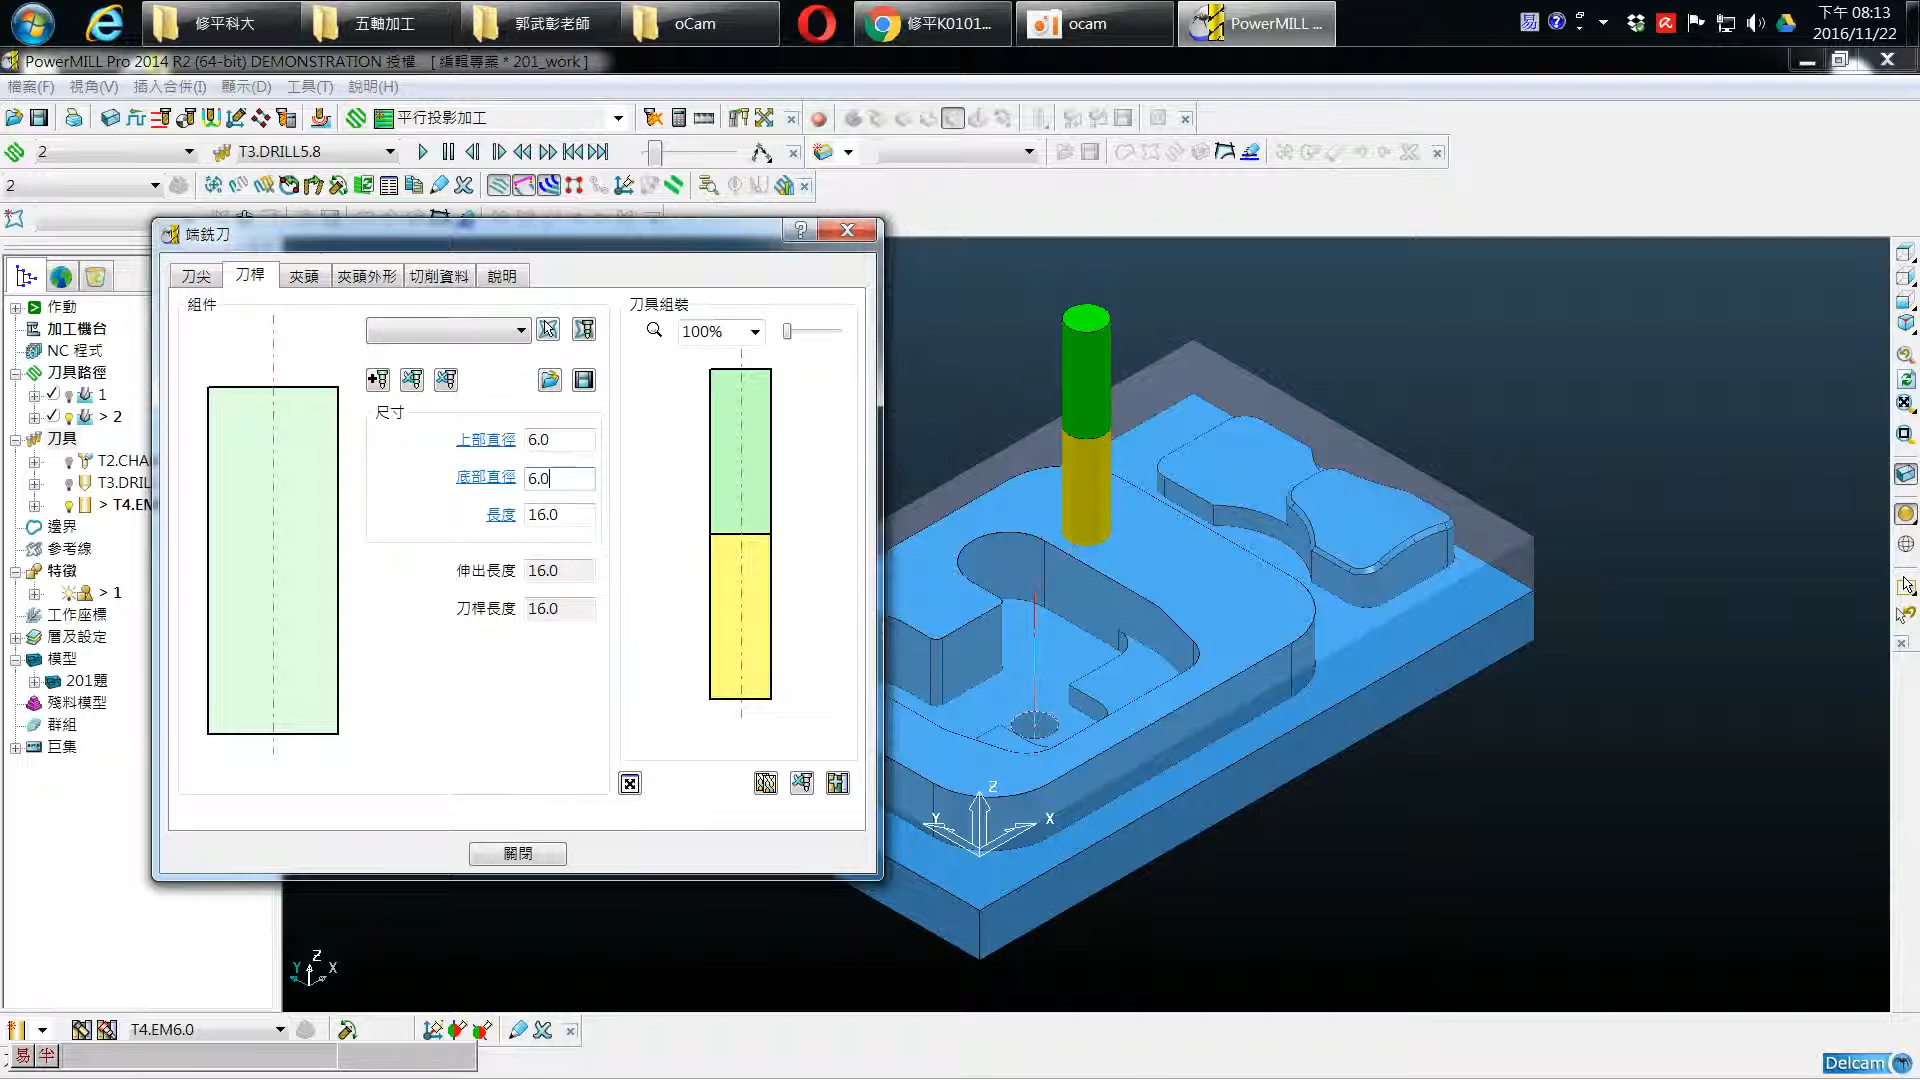 修平科大
五軸加工
郭武彰老師
oCam
修平K0101...
ocam
PowerMILL ...
下午 08:13
2016/11/22
PowerMILL Pro 2014 R2 (64-bit) DEMONSTRATION 授權 [ 編輯專案 * 201_work ]
檔案(F) 視角(V) 插入合併(I) 顯示(D) 工具(T) 說明(H)
平行投影加工
2 T3.DRILL5.8
2
端銑刀
刀尖 刀桿 夾頭 夾頭外形 切削資料 說明
組件
刀具組裝
100%
尺寸
上部直徑 6.0
底部直徑 6.0
長度 16.0
伸出長度 16.0
刀桿長度 16.0
關閉
作動
加工機台
NC 程式
刀具路徑
1
> 2
刀具
T2.CHA
T3.DRIL
> T4.EN
邊界
參考線
特徵
> 1
工作座標
層及設定
模型
201題
殘料模型
群組
巨集
Z
Y
X
Z
Y
X
T4.EM6.0
易 半
Delcam